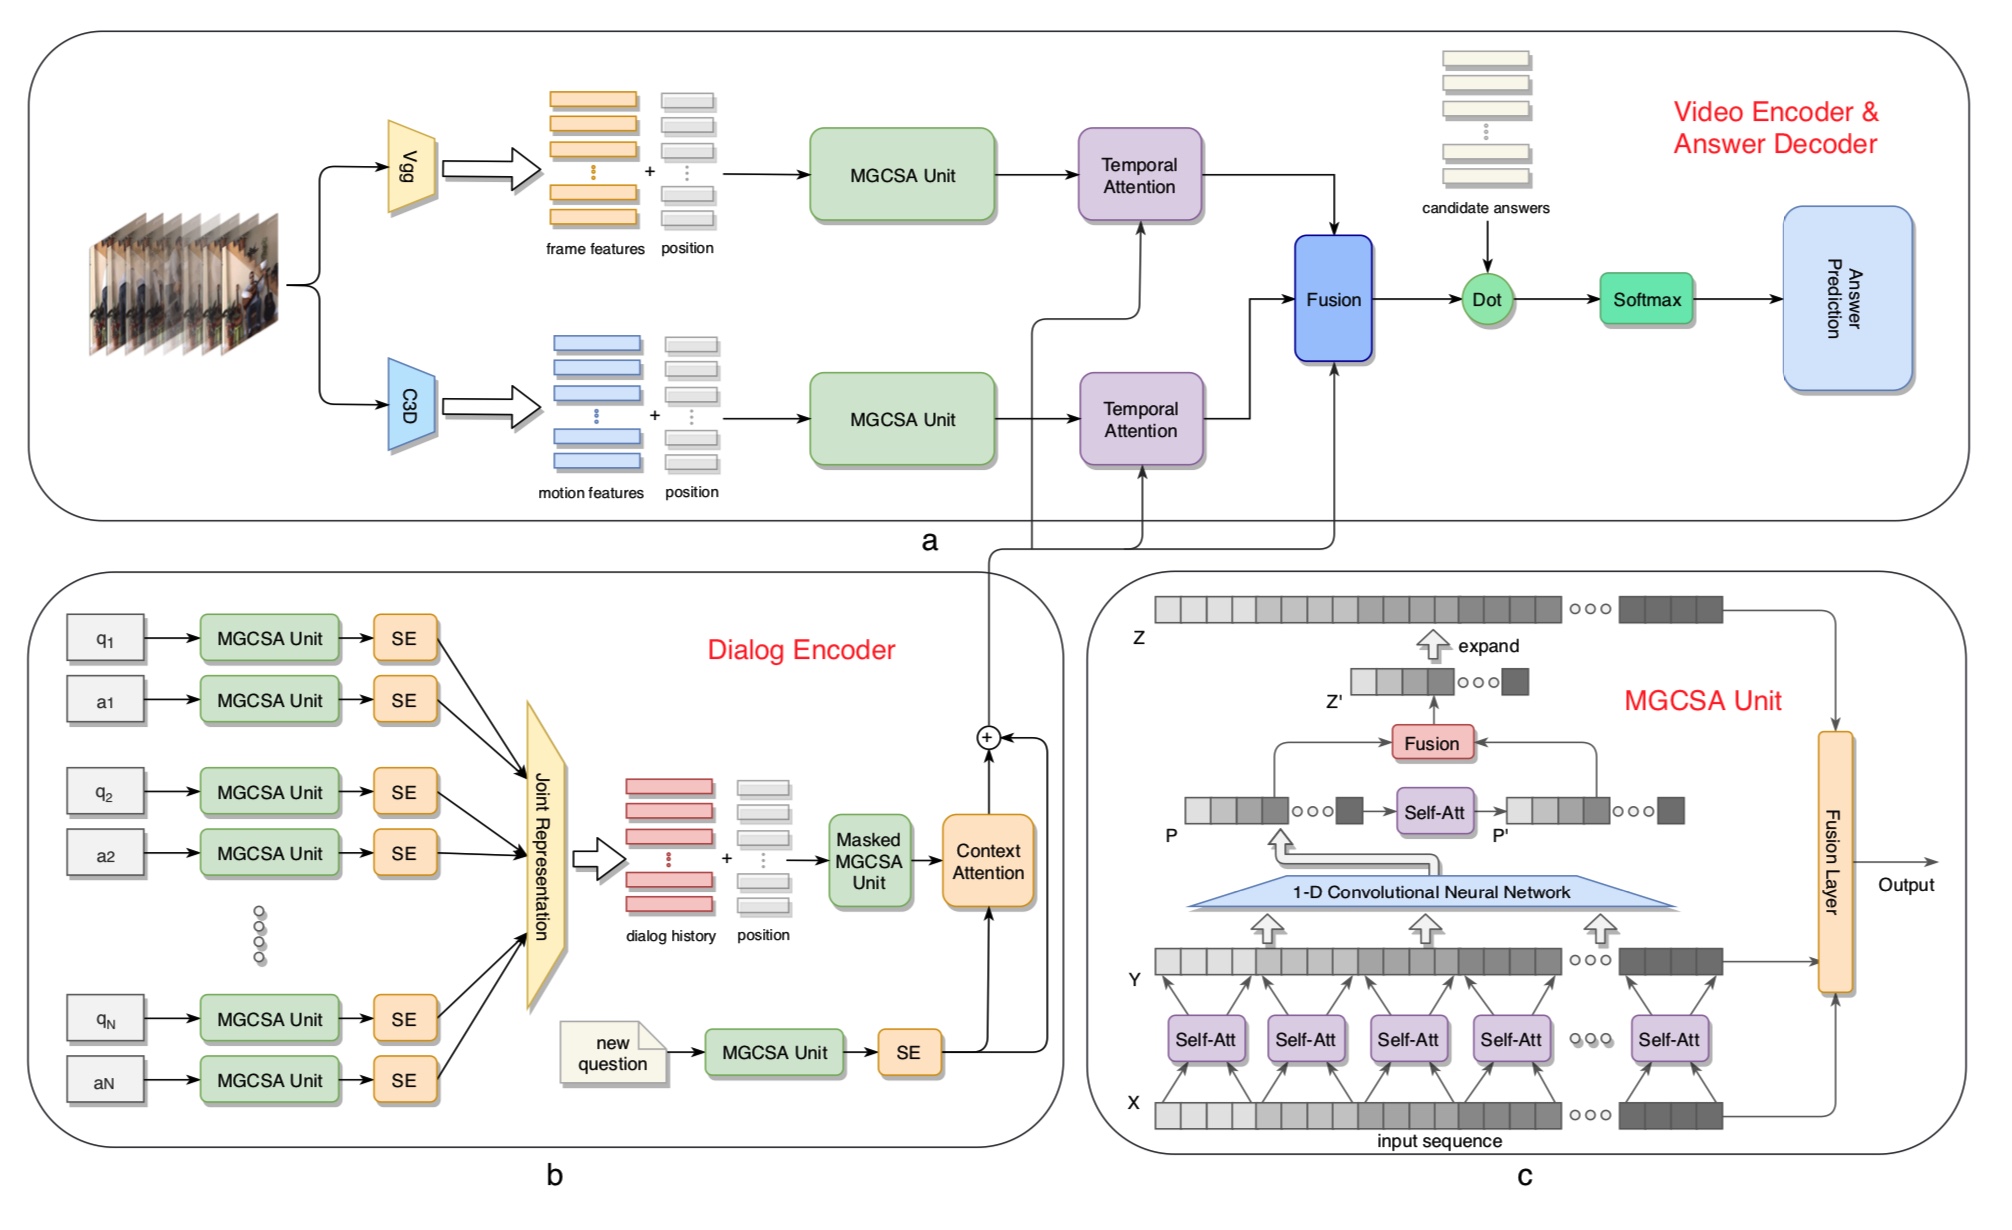 Video Encoder &
Answer Decoder
Vgg
frame features
+
position
MGCSA Unit
Temporal
Attention
candidate answers
Fusion
Dot
Softmax
Answer
Prediction
C3D
motion features
+
position
MGCSA Unit
Temporal
Attention
a
Dialog Encoder
q1
MGCSA Unit
SE
a1
MGCSA Unit
SE
q2
MGCSA Unit
SE
a2
MGCSA Unit
SE
qN
MGCSA Unit
SE
aN
MGCSA Unit
SE
Joint Representation
dialog history
+
position
Masked
MGCSA
Unit
Context
Attention
+
new
question
MGCSA Unit
SE
b
MGCSA Unit
Z
expand
Z'
Fusion
P
Self-Att
P'
1-D Convolutional Neural Network
Y
Self-Att
Self-Att
Self-Att
Self-Att
Self-Att
X
input sequence
Fusion Layer
Output
c